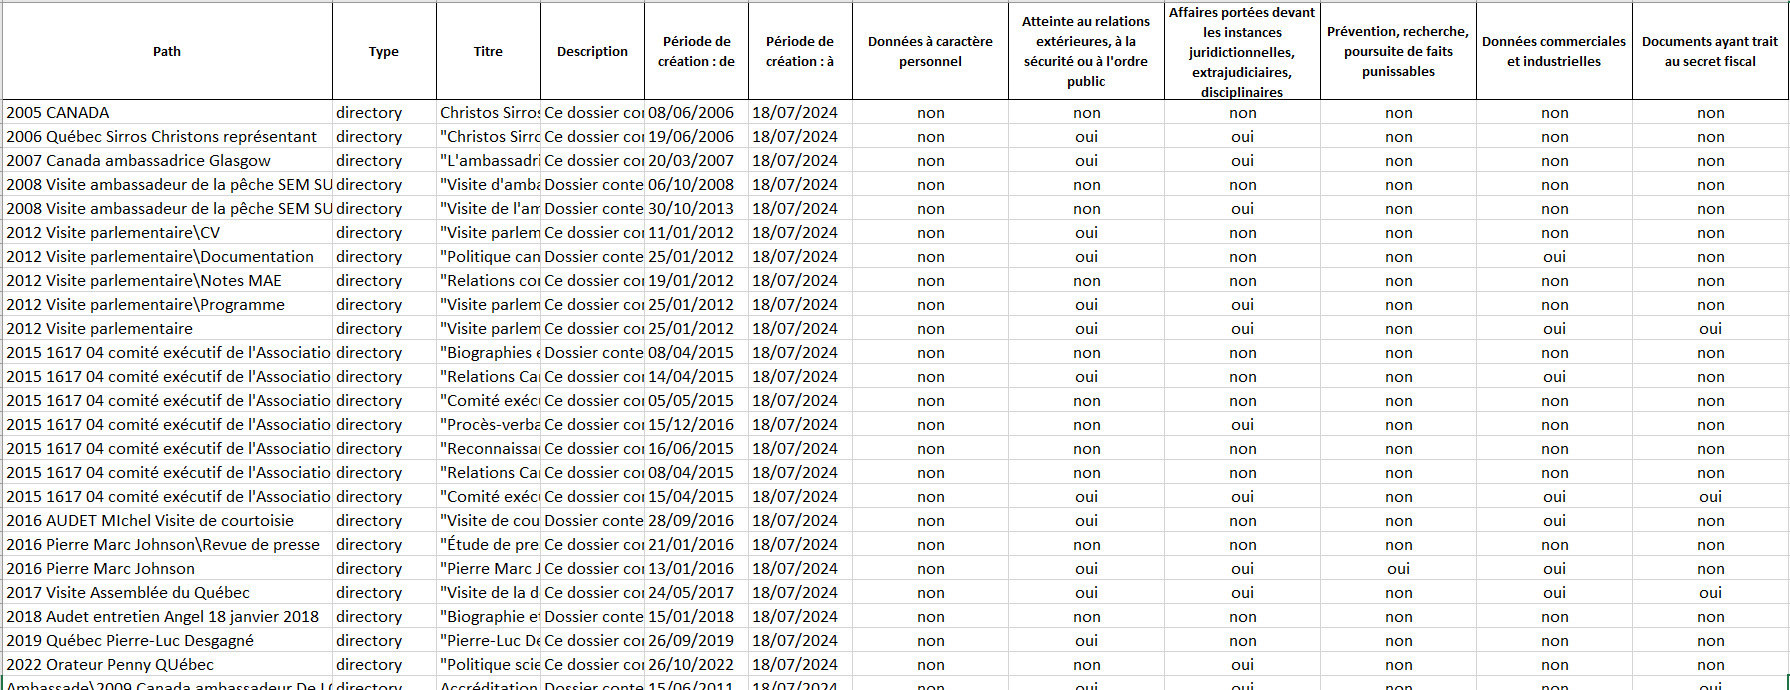 Path Type Titre Description Période de création : de Période de création : à Données à caractère personnel Atteinte au relations extérieures, à la sécurité ou à l'ordre public Affaires portées devant les instances juridictionnelles, extrajudiciaires, disciplinaires Prévention, recherche, poursuite de faits punissables Données commerciales et industrielles Documents ayant trait au secret fiscal
2005 CANADA directory Christos Sirros Ce dossier con 08/06/2006 18/07/2024 non non non non non non
2006 Québec Sirros Christons représentant directory "Christos Sirro Ce dossier con 19/06/2006 18/07/2024 non oui oui non non non
2007 Canada ambassadrice Glasgow directory "L'ambassadri Ce dossier con 20/03/2007 18/07/2024 non oui oui non non non
2008 Visite ambassadeur de la pêche SEM SU directory "Visite d'amba Dossier conte 06/10/2008 18/07/2024 non non non non non non
2008 Visite ambassadeur de la pêche SEM SU directory "Visite de l'am Dossier conte 30/10/2013 18/07/2024 non non oui non non non
2012 Visite parlementaire\CV directory "Visite parlem Ce dossier con 11/01/2012 18/07/2024 non oui non non non non
2012 Visite parlementaire\Documentation directory "Politique can Dossier conte 25/01/2012 18/07/2024 non oui non non oui non
2012 Visite parlementaire\Notes MAE directory "Relations con Ce dossier con 19/01/2012 18/07/2024 non non non non non non
2012 Visite parlementaire\Programme directory "Visite parlem Ce dossier con 25/01/2012 18/07/2024 non oui oui non non non
2012 Visite parlementaire directory "Visite parlem Ce dossier con 25/01/2012 18/07/2024 non oui oui non oui oui
2015 1617 04 comité exécutif de l'Associatio directory "Biographies e Dossier conte 08/04/2015 18/07/2024 non non non non non non
2015 1617 04 comité exécutif de l'Associatio directory "Relations Ca Ce dossier con 14/04/2015 18/07/2024 non oui non non oui non
2015 1617 04 comité exécutif de l'Associatio directory "Comité exéc Ce dossier con 05/05/2015 18/07/2024 non non non non non non
2015 1617 04 comité exécutif de l'Associatio directory "Procès-verba Ce dossier con 15/12/2016 18/07/2024 non non oui non non non
2015 1617 04 comité exécutif de l'Associatio directory "Reconnaissa Ce dossier con 16/06/2015 18/07/2024 non non non non non non
2015 1617 04 comité exécutif de l'Associatio directory "Relations Ca Ce dossier con 08/04/2015 18/07/2024 non non non non non non
2015 1617 04 comité exécutif de l'Associatio directory "Comité exéc Ce dossier con 15/04/2015 18/07/2024 non oui oui non oui oui
2016 AUDET MIchel Visite de courtoisie directory "Visite de cou Dossier conte 28/09/2016 18/07/2024 non oui non non oui non
2016 Pierre Marc Johnson\Revue de presse directory "Étude de pre Ce dossier con 21/01/2016 18/07/2024 non non non non non non
2016 Pierre Marc Johnson directory "Pierre Marc J Ce dossier con 13/01/2016 18/07/2024 non oui oui oui oui non
2017 Visite Assemblée du Québec directory "Visite de la d Ce dossier con 24/05/2017 18/07/2024 non oui oui non oui oui
2018 Audet entretien Angel 18 janvier 2018 directory "Biographie et Dossier conte 15/01/2018 18/07/2024 non non non non non non
2019 Québec Pierre-Luc Desgagné directory "Pierre-Luc De Ce dossier con 26/09/2019 18/07/2024 non oui non non non non
2022 Orateur Penny QUébec directory "Politique scie Ce dossier con 26/10/2022 18/07/2024 non non oui non non non
Ambassade\2009 Canada ambassadeur De directory Accréditation Dossier conte 15/06/2011 18/07/2024 non oui oui non non non